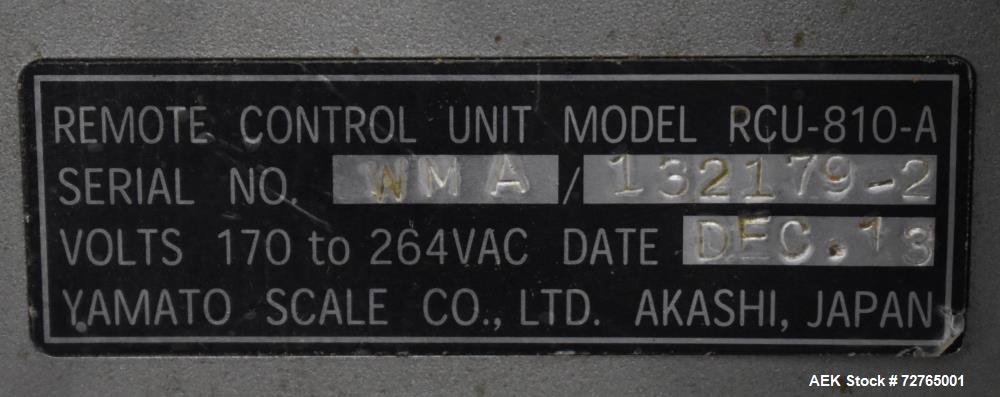 REMOTE CONTROL UNIT MODEL RCU-810-A
SERIAL NO. WMA / 132179-2
VOLTS 170 to 264VAC DATE DEC.13
YAMATO SCALE CO., LTD. AKASHI, JAPAN
AEK Stock # 72765001